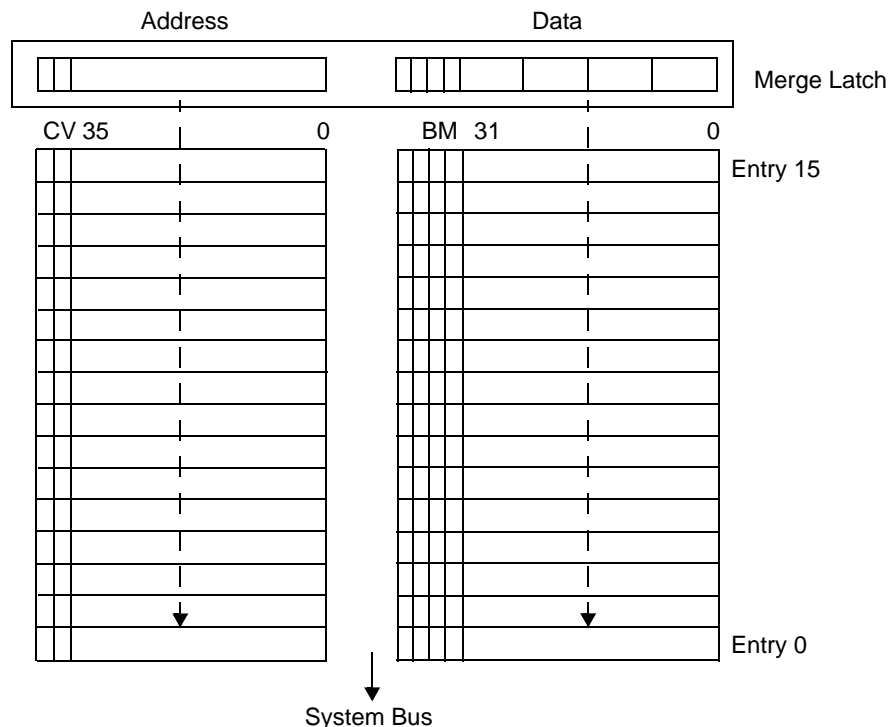 Address Data
Merge Latch
CV 35 0 BM 31 0
Entry 15
Entry 0
System Bus